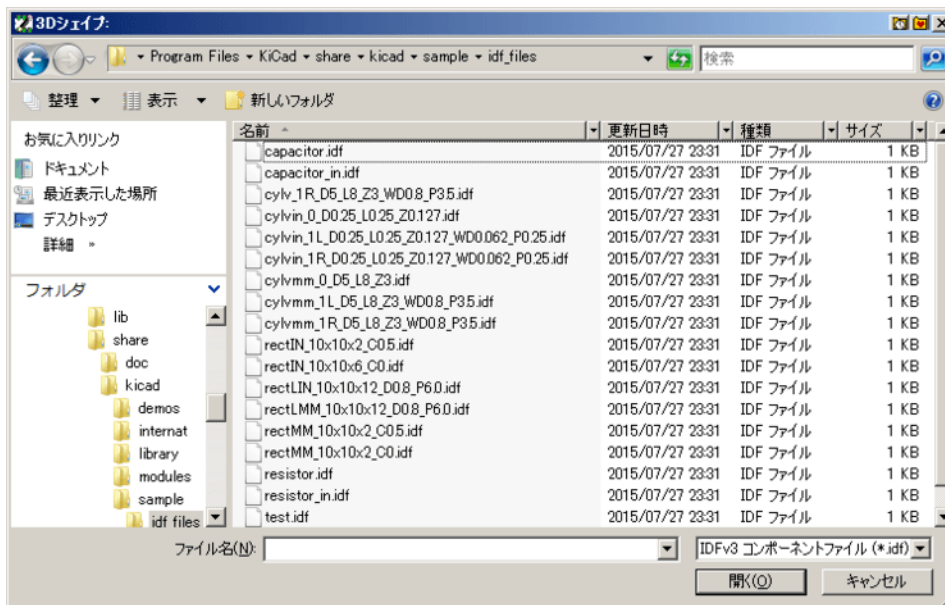 3Dシェイプ:
Program Files ▾ KiCad ▾ share ▾ kicad ▾ sample ▾ idf_files
検索
整理 ▼ 表示 ▼ 新しいフォルダ
お気に入りリンク
ドキュメント
最近表示した場所
デスクトップ
詳細 »
フォルダ
lib
share
doc
kicad
demos
internat
library
modules
sample
idf files
名前 更新日時 種類 サイズ
capacitor.idf 2015/07/27 23:31 IDF ファイル 1 KB
capacitor_in.idf 2015/07/27 23:31 IDF ファイル 1 KB
cylv_1R_D5_L8_Z3_WD0.8_P3.5.idf 2015/07/27 23:31 IDF ファイル 1 KB
cylvin_0_D0.25_L0.25_Z0.127.idf 2015/07/27 23:31 IDF ファイル 1 KB
cylvin_1L_D0.25_L0.25_Z0.127_WD0.062_P0.25.idf 2015/07/27 23:31 IDF ファイル 1 KB
cylvin_1R_D0.25_L0.25_Z0.127_WD0.062_P0.25.idf 2015/07/27 23:31 IDF ファイル 1 KB
cylvmm_0_D5_L8_Z3.idf 2015/07/27 23:31 IDF ファイル 1 KB
cylvmm_1L_D5_L8_Z3_WD0.8_P3.5.idf 2015/07/27 23:31 IDF ファイル 1 KB
cylvmm_1R_D5_L8_Z3_WD0.8_P3.5.idf 2015/07/27 23:31 IDF ファイル 1 KB
rectIN_10x10x2_C0.5.idf 2015/07/27 23:31 IDF ファイル 1 KB
rectIN_10x10x6_C0.idf 2015/07/27 23:31 IDF ファイル 1 KB
rectLIN_10x10x12_D0.8_P6.0.idf 2015/07/27 23:31 IDF ファイル 1 KB
rectLMM_10x10x12_D0.8_P6.0.idf 2015/07/27 23:31 IDF ファイル 1 KB
rectMM_10x10x2_C0.5.idf 2015/07/27 23:31 IDF ファイル 1 KB
rectMM_10x10x2_C0.idf 2015/07/27 23:31 IDF ファイル 1 KB
resistor.idf 2015/07/27 23:31 IDF ファイル 1 KB
resistor_in.idf 2015/07/27 23:31 IDF ファイル 1 KB
test.idf 2015/07/27 23:31 IDF ファイル 1 KB
ファイル名(N): IDFv3 コンポーネントファイル (*.idf)
開く(O) キャンセル